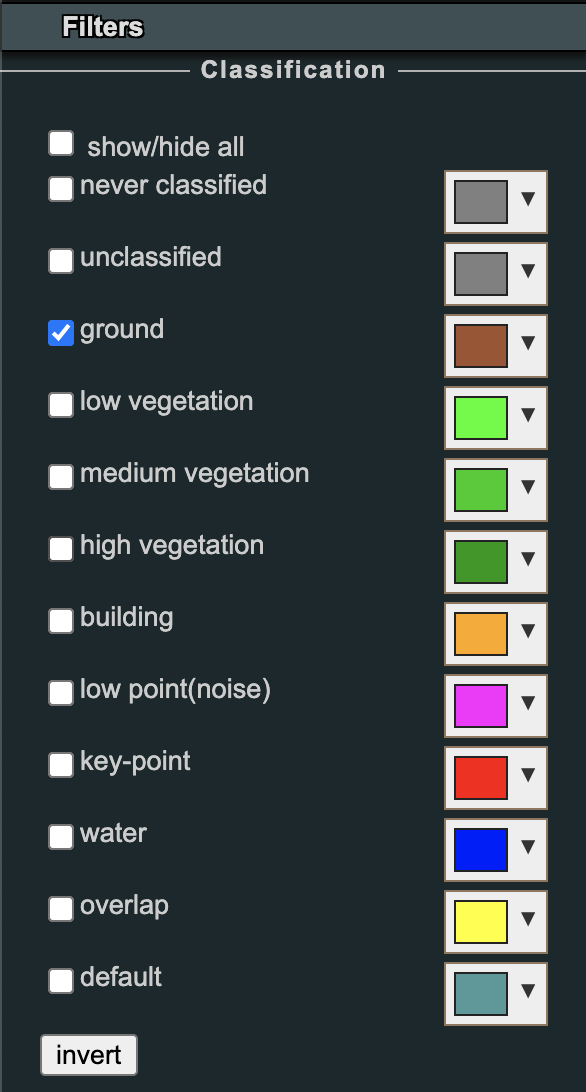 Filters
Classification
show/hide all
never classified
unclassified
ground
low vegetation
medium vegetation
high vegetation
building
low point(noise)
key-point
water
overlap
default
invert